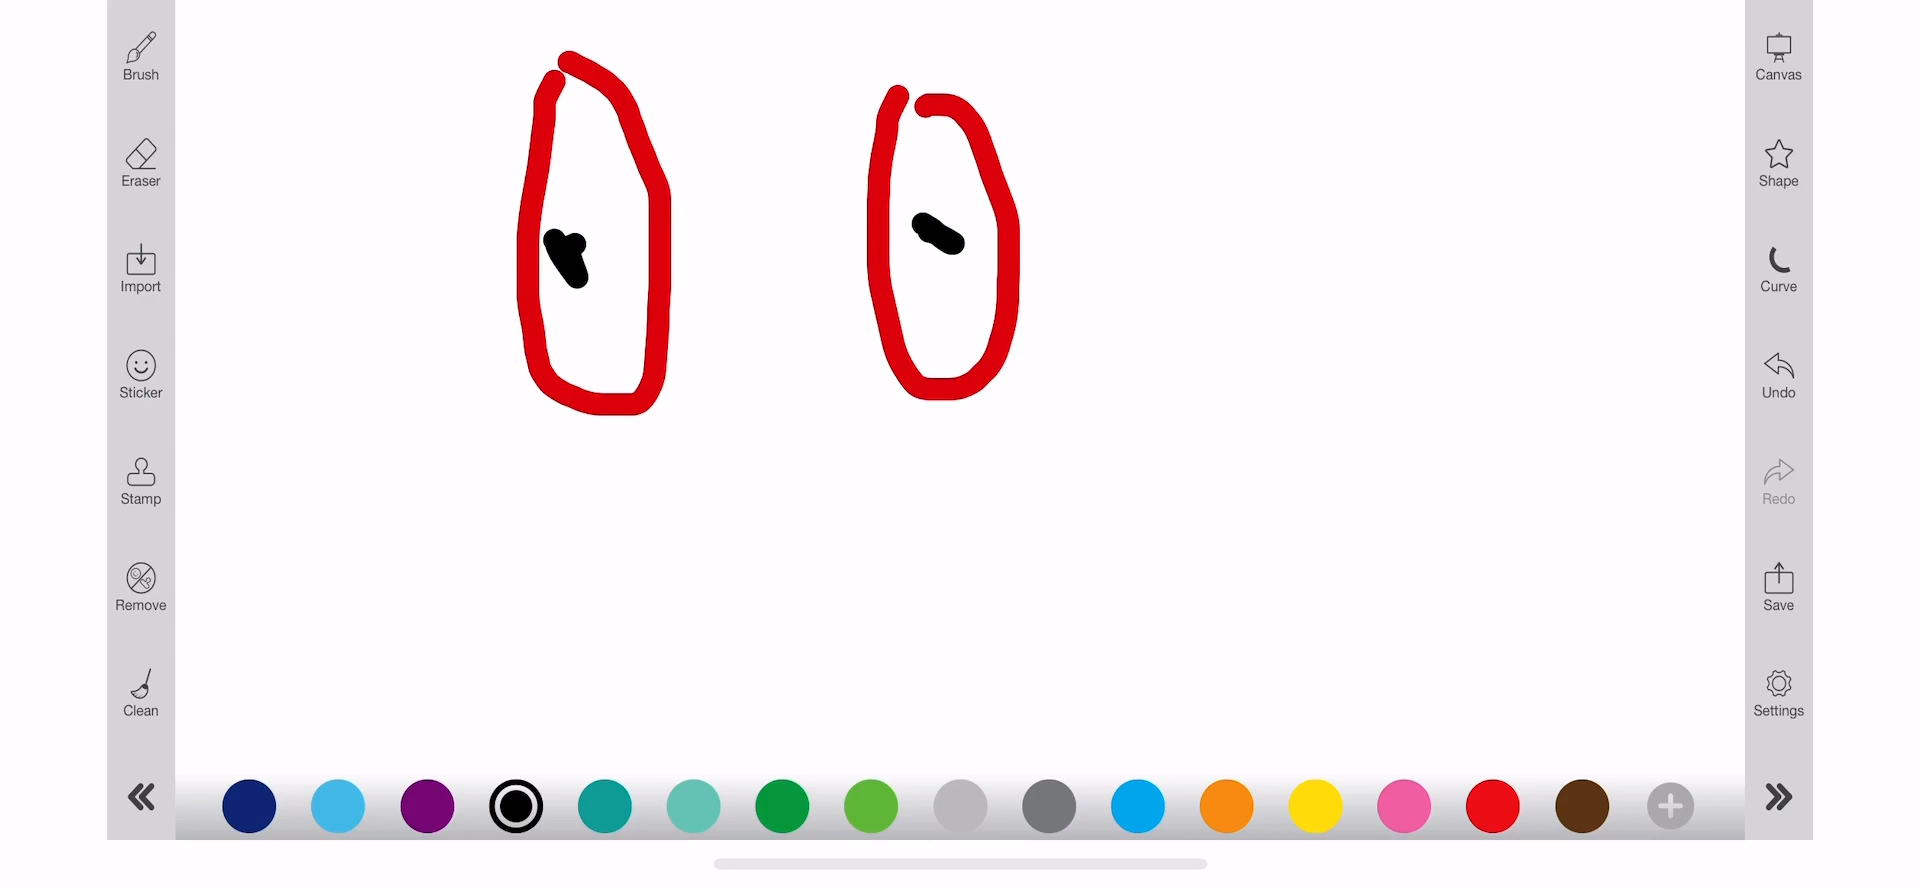 Brush
Eraser
Import
Sticker
Stamp
Remove
Clean
Canvas
Shape
Curve
Undo
Redo
Save
Settings